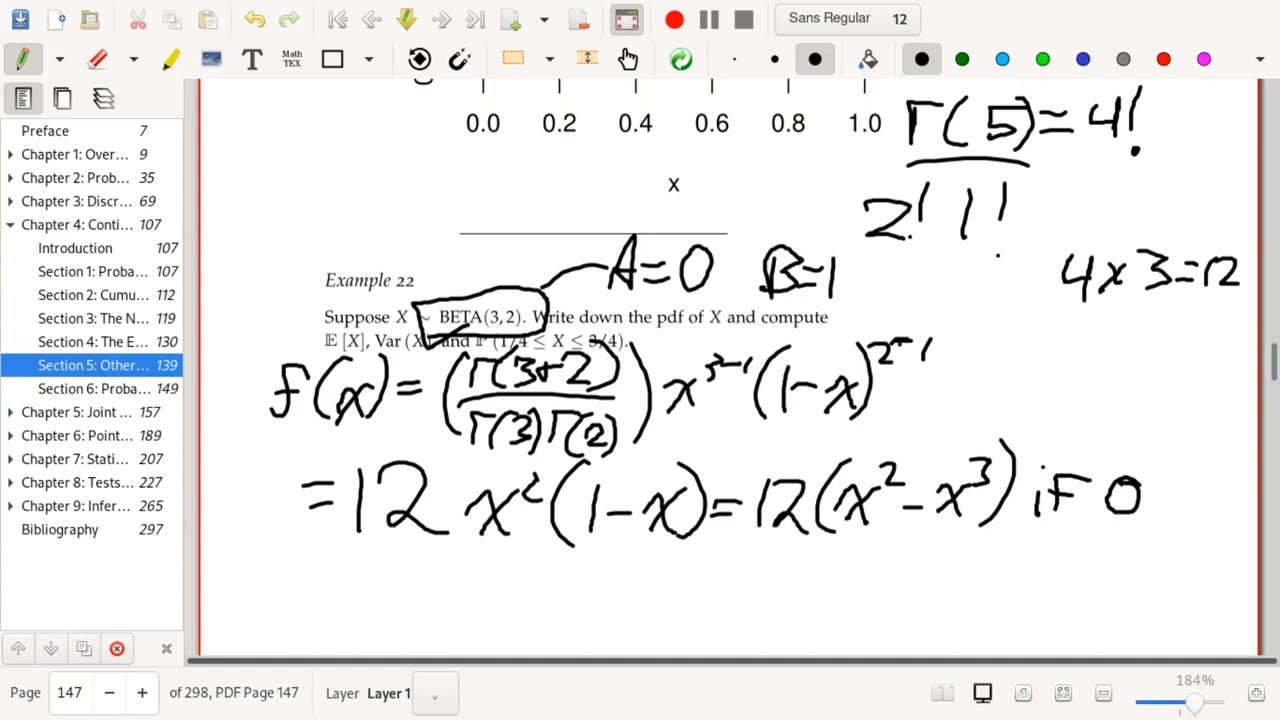 Sans Regular 12
T Math TEX
Preface 7
Chapter 1: Over... 9
Chapter 2: Prob... 35
Chapter 3: Discr... 69
Chapter 4: Conti... 107
Introduction 107
Section 1: Proba... 107
Section 2: Cumu... 112
Section 3: The N... 119
Section 4: The E... 130
Section 5: Other... 139
Section 6: Proba... 149
Chapter 5: Joint ... 157
Chapter 6: Point... 189
Chapter 7: Stati... 207
Chapter 8: Tests... 227
Chapter 9: Infer... 265
Bibliography 297
0.0 0.2 0.4 0.6 0.8 1.0
x
Γ(5) = 4!
2! 1!
4 x 3 = 12
A = 0 B = 1
Example 22
Suppose X ~ BETA(3, 2). Write down the pdf of X and compute
𝔼 [X], Var (X) and ℙ (1/4 ≤ X ≤ 3/4).
f(x) = (Γ(3+2)/Γ(3)Γ(2)) x^{3-1} (1-x)^{2-1}
= 12 x² (1-x) = 12(x² - x³) if 0
Page 147 of 298, PDF Page 147 Layer Layer 1 184%